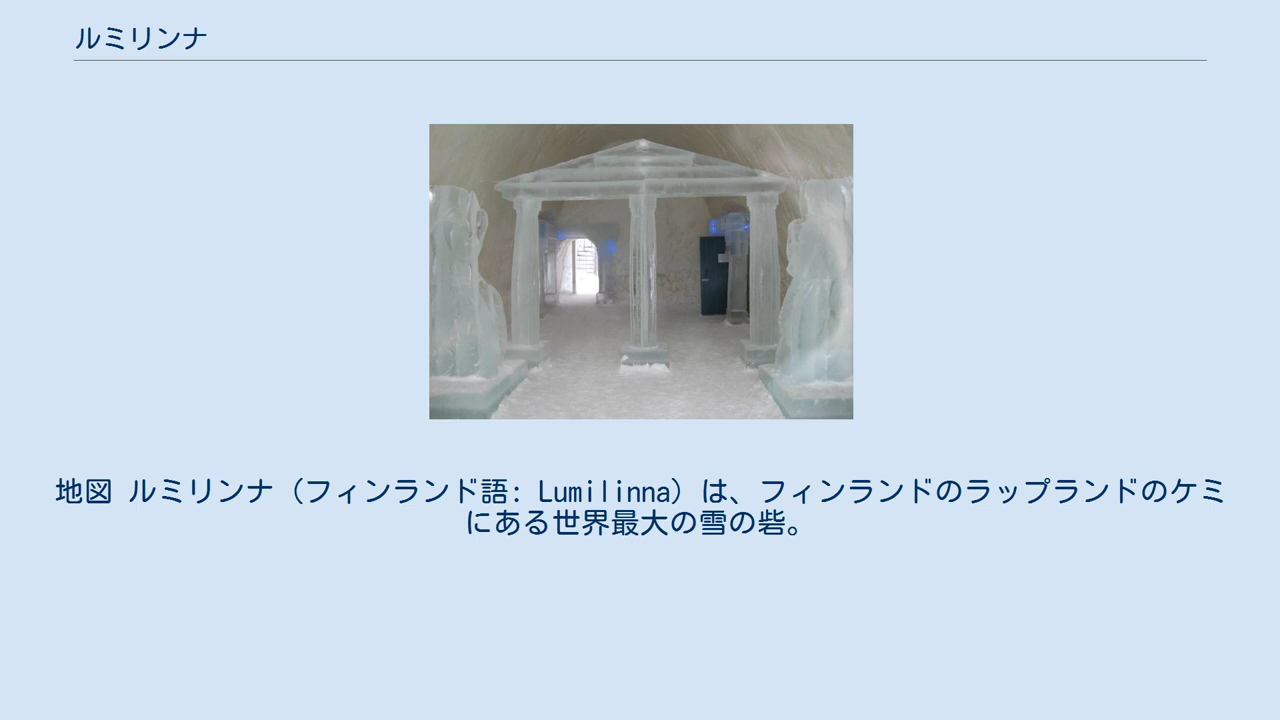 ルミリンナ
地図 ルミリンナ（フィンランド語: Lumilinna）は、フィンランドのラップランドのケミ
にある世界最大の雪の砦。